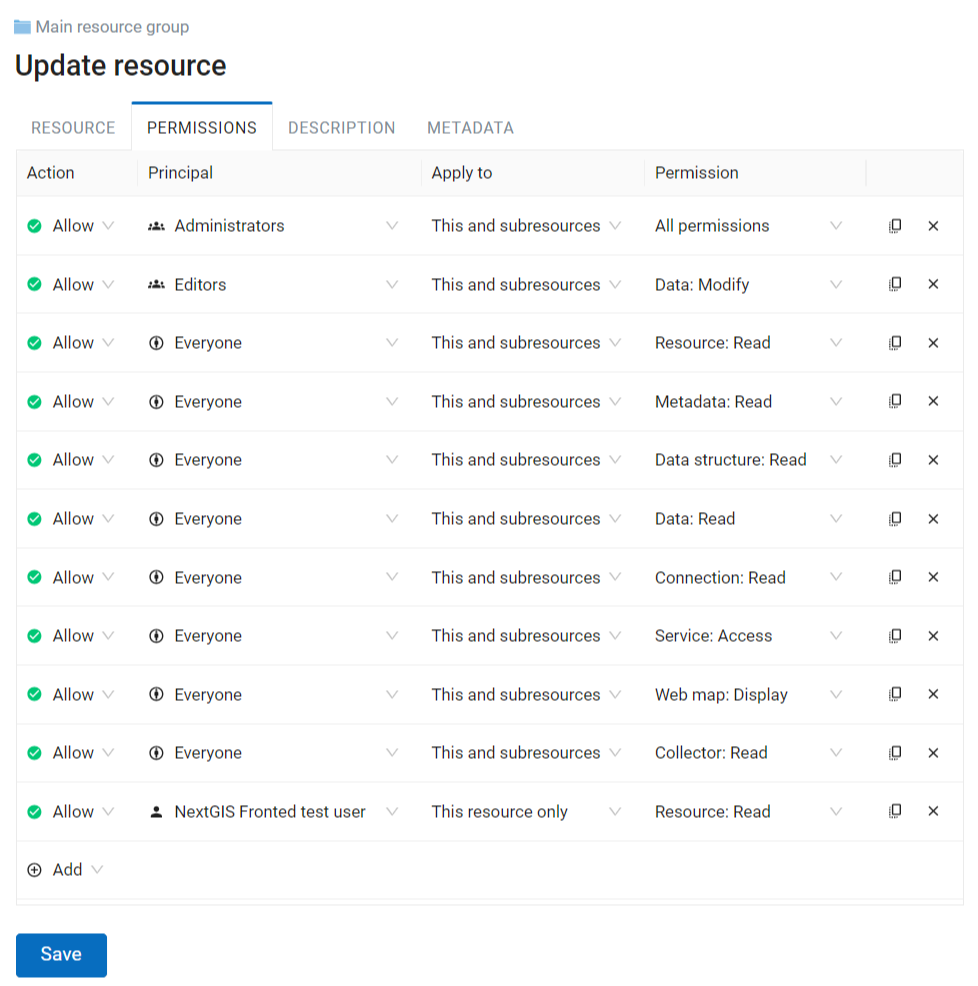 Main resource group
Update resource
RESOURCE PERMISSIONS DESCRIPTION METADATA
Action Principal Apply to Permission
Allow Administrators This and subresources All permissions
Allow Editors This and subresources Data: Modify
Allow Everyone This and subresources Resource: Read
Allow Everyone This and subresources Metadata: Read
Allow Everyone This and subresources Data structure: Read
Allow Everyone This and subresources Data: Read
Allow Everyone This and subresources Connection: Read
Allow Everyone This and subresources Service: Access
Allow Everyone This and subresources Web map: Display
Allow Everyone This and subresources Collector: Read
Allow NextGIS Fronted test user This resource only Resource: Read
Add
Save